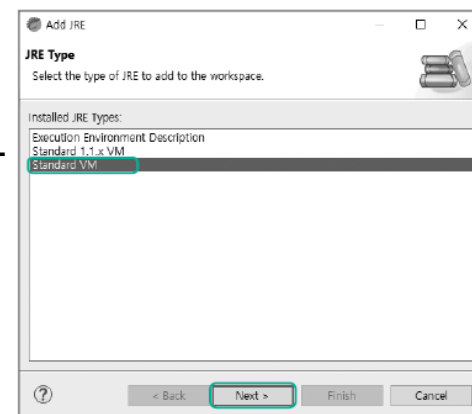 Add JRE
JRE Type
Select the type of JRE to add to the workspace.
Installed JRE Types:
Execution Environment Description
Standard 1.1.x VM
Standard VM
?
< Back Next > Finish Cancel